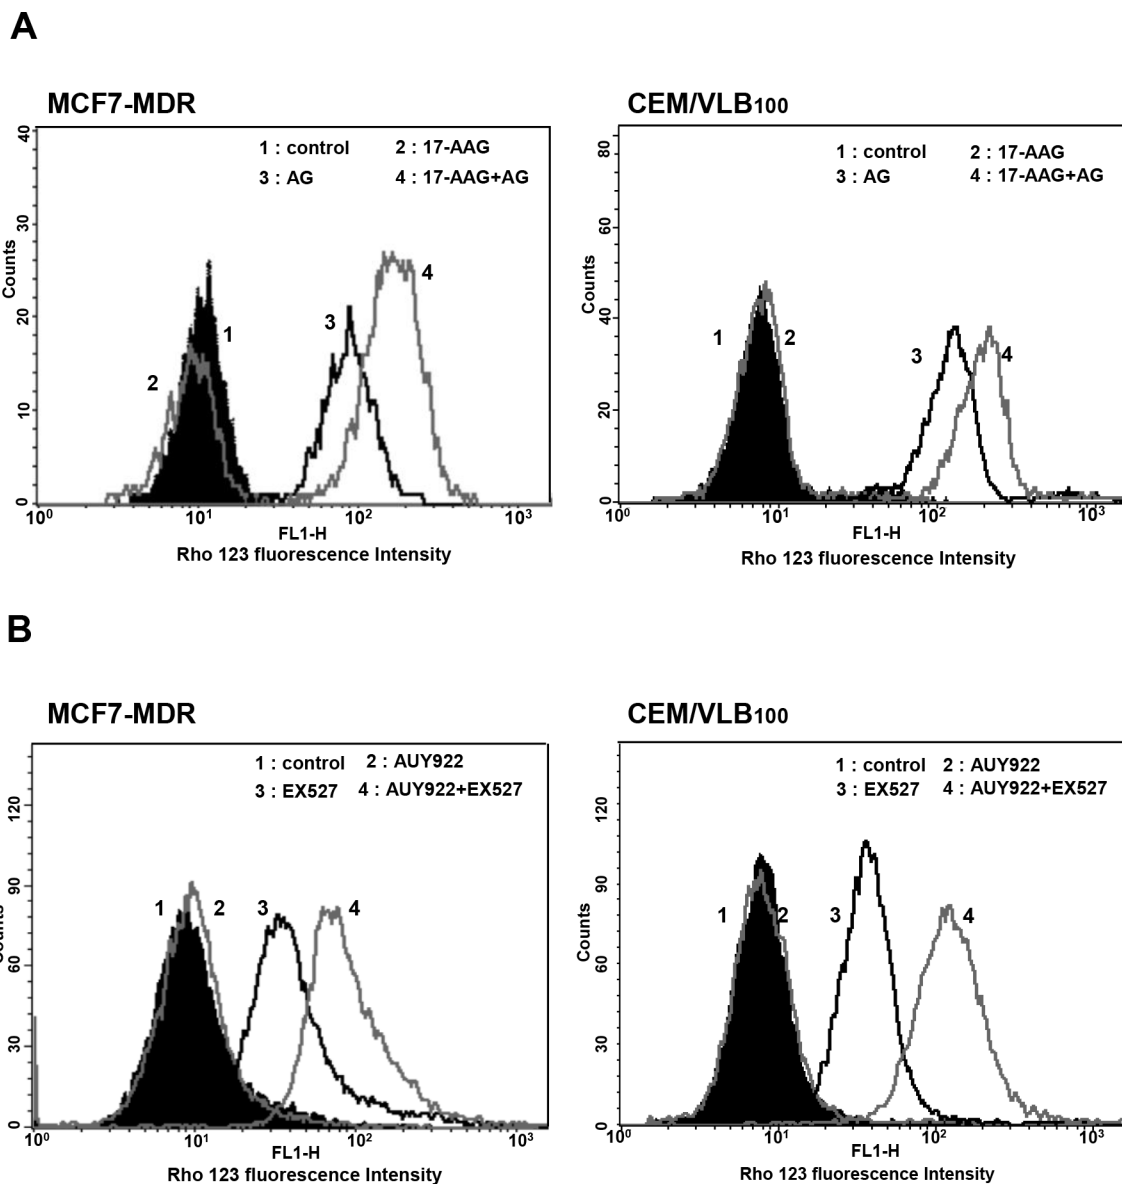 A
MCF7-MDR
1 : control 2 : 17-AAG
3 : AG 4 : 17-AAG+AG
40
30
20
10
0
Counts
1
2
3
4
10⁰ 10¹ 10² 10³
FL1-H
Rho 123 fluorescence Intensity
CEM/VLB100
1 : control 2 : 17-AAG
3 : AG 4 : 17-AAG+AG
80
60
40
20
0
Counts
1
2
3
4
10⁰ 10¹ 10² 10³
FL1-H
Rho 123 fluorescence Intensity
B
MCF7-MDR
1 : control 2 : AUY922
3 : EX527 4 : AUY922+EX527
120
90
60
30
0
Counts
1
2
3
4
10⁰ 10¹ 10² 10³
FL1-H
Rho 123 fluorescence Intensity
CEM/VLB100
1 : control 2 : AUY922
3 : EX527 4 : AUY922+EX527
120
90
60
30
0
Counts
1
2
3
4
10⁰ 10¹ 10² 10³
FL1-H
Rho 123 fluorescence Intensity